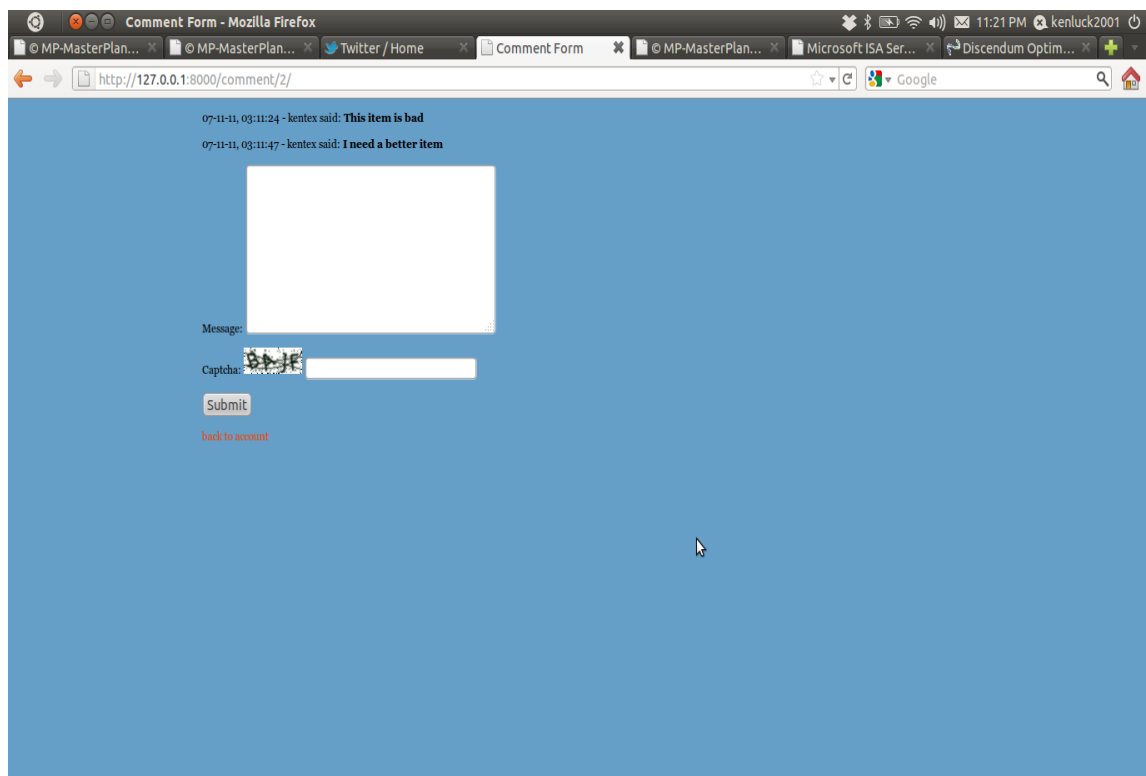 Comment Form - Mozilla Firefox 11:21 PM kenluck2001
© MP-MasterPlan... © MP-MasterPlan... Twitter / Home Comment Form © MP-MasterPlan... Microsoft ISA Ser... Discendum Optim...
http://127.0.0.1:8000/comment/2/ Google
07-11-11, 03:11:24 - kentex said: This item is bad
07-11-11, 03:11:47 - kentex said: I need a better item
Message:
Captcha:
Submit
back to account